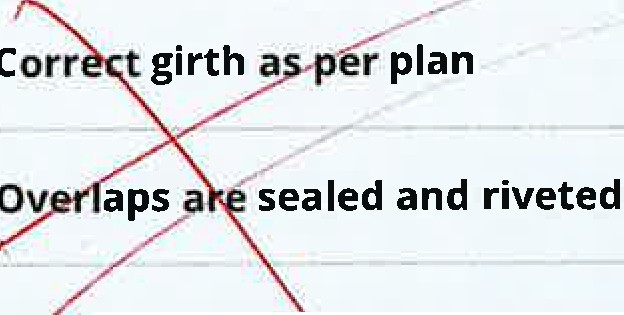 Correct girth as per plan
Overlaps are sealed and riveted